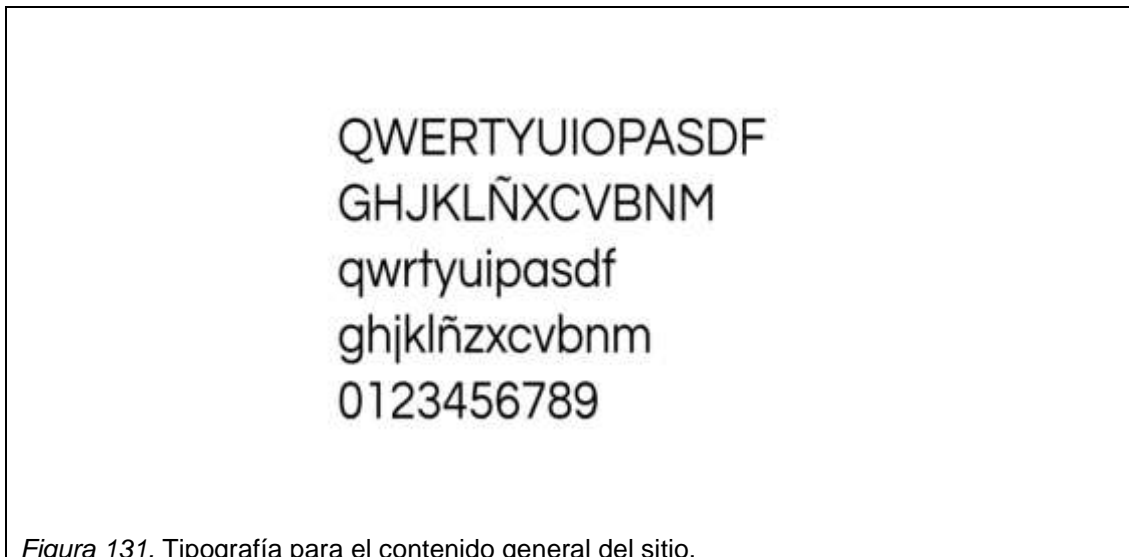 QWERTYUIOPASDF
GHJKLÑXCVBNM
qwrtyuipasdf
ghjklñzxcvbnm
0123456789
Figura 131. Tipografía para el contenido general del sitio.